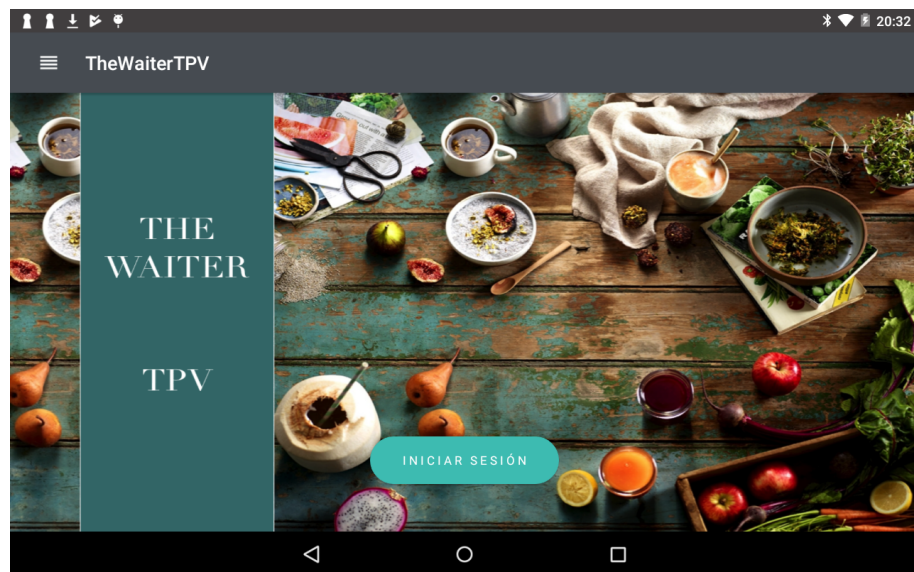 20:32
TheWaiterTPV
THE
WAITER
TPV
INICIAR SESIÓN